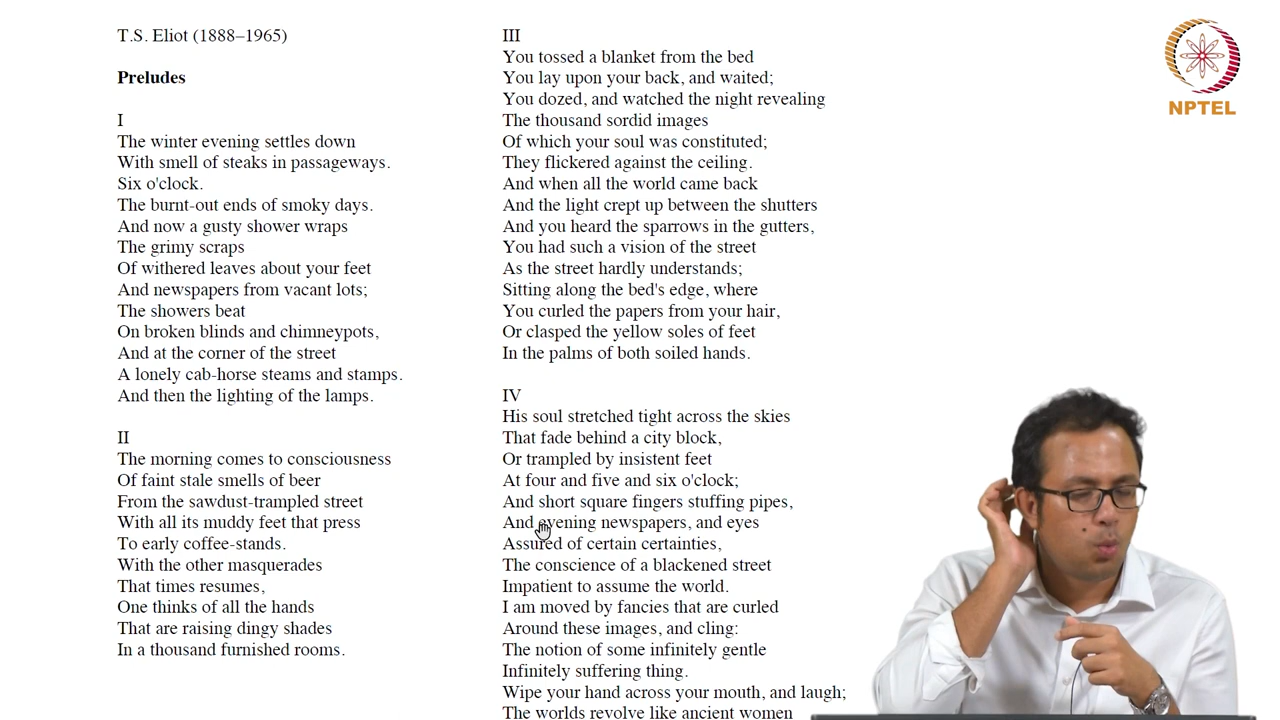 T.S. Eliot (1888–1965)
Preludes
I
The winter evening settles down
With smell of steaks in passageways.
Six o'clock.
The burnt-out ends of smoky days.
And now a gusty shower wraps
The grimy scraps
Of withered leaves about your feet
And newspapers from vacant lots;
The showers beat
On broken blinds and chimneypots,
And at the corner of the street
A lonely cab-horse steams and stamps.
And then the lighting of the lamps.
II
The morning comes to consciousness
Of faint stale smells of beer
From the sawdust-trampled street
With all its muddy feet that press
To early coffee-stands.
With the other masquerades
That times resumes,
One thinks of all the hands
That are raising dingy shades
In a thousand furnished rooms.
III
You tossed a blanket from the bed
You lay upon your back, and waited;
You dozed, and watched the night revealing
The thousand sordid images
Of which your soul was constituted;
They flickered against the ceiling.
And when all the world came back
And the light crept up between the shutters
And you heard the sparrows in the gutters,
You had such a vision of the street
As the street hardly understands;
Sitting along the bed's edge, where
You curled the papers from your hair,
Or clasped the yellow soles of feet
In the palms of both soiled hands.
IV
His soul stretched tight across the skies
That fade behind a city block,
Or trampled by insistent feet
At four and five and six o'clock;
And short square fingers stuffing pipes,
And evening newspapers, and eyes
Assured of certain certainties,
The conscience of a blackened street
Impatient to assume the world.
I am moved by fancies that are curled
Around these images, and cling:
The notion of some infinitely gentle
Infinitely suffering thing.
Wipe your hand across your mouth, and laugh;
The worlds revolve like ancient women
NPTEL